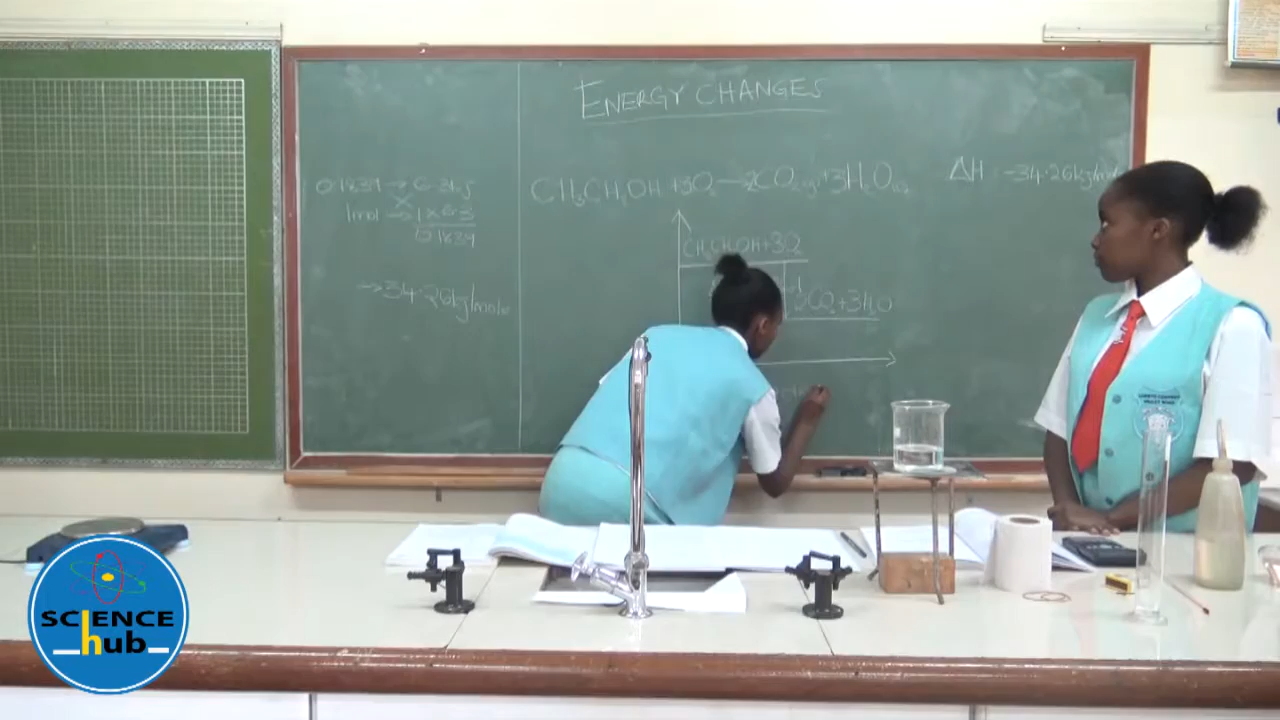 ENERGY CHANGES
0.1839 → 6.3kj
1mol → 1 x 6.3
0.1839
→ 34.26kj/mole
CH₃CH₂OH + 3O₂ → 2CO₂(g) + 3H₂O
ΔH = -34.26kj/mole
CH₃CH₂OH + 3O₂
2CO₂ + 3H₂O
SCIENCE
hub